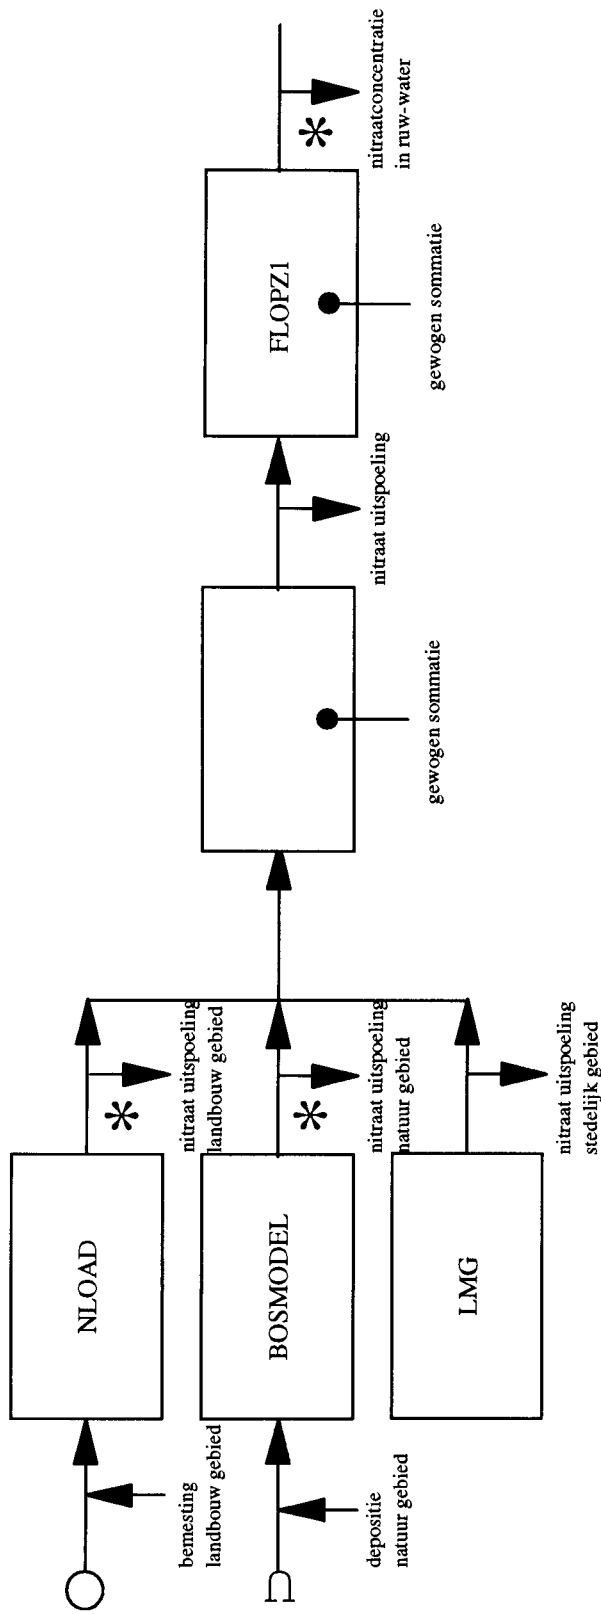 NLOAD
bemesting
landbouw gebied
*
nitraat uitspoeling
landbouw gebied
BOSMODEL
depositie
natuur gebied
*
nitraat uitspoeling
natuur gebied
LMG
nitraat uitspoeling
stedelijk gebied
gewogen sommatie
nitraat uitspoeling
FLOPZ1
gewogen sommatie
*
nitraatconcentratie
in ruw-water